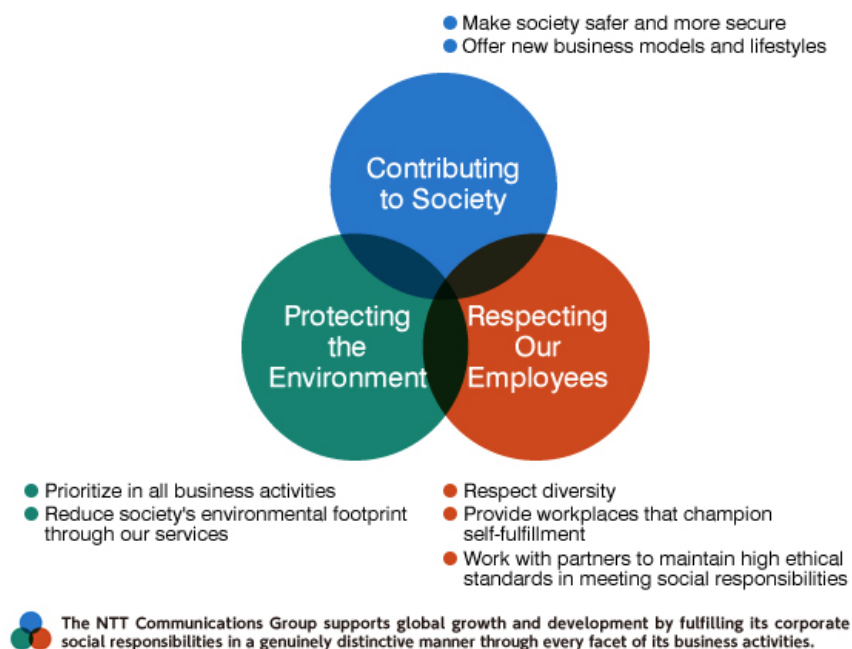 Make society safer and more secure
Offer new business models and lifestyles
Contributing
to Society
Protecting
the
Environment
Respecting
Our
Employees
Prioritize in all business activities
Reduce society's environmental footprint
through our services
Respect diversity
Provide workplaces that champion
self-fulfillment
Work with partners to maintain high ethical
standards in meeting social responsibilities
The NTT Communications Group supports global growth and development by fulfilling its corporate
social responsibilities in a genuinely distinctive manner through every facet of its business activities.